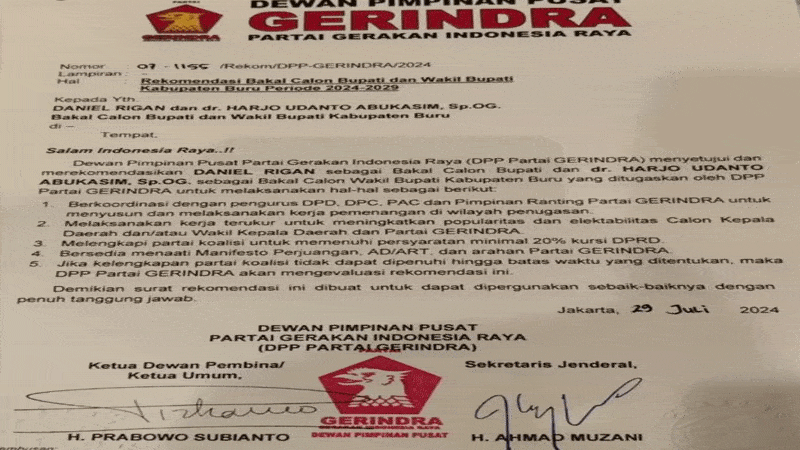 DEWAN PIMPINAN PUSAT
GERINDRA
PARTAI GERAKAN INDONESIA RAYA
GERINDRA
Nomor : 07-1155 /Rekom/DPP-GERINDRA/2024
Lampiran : -
Hal : Rekomendasi Bakal Calon Bupati dan Wakil Bupati
Kabupaten Buru Periode 2024-2029
Kepada Yth.
DANIEL RIGAN dan dr. HARJO UDANTO ABUKASIM, Sp.OG.
Bakal Calon Bupati dan Wakil Bupati Kabupaten Buru
di –
Tempat,
Salam Indonesia Raya..!!
Dewan Pimpinan Pusat Partai Gerakan Indonesia Raya (DPP Partai GERINDRA) menyetujui dan
merekomendasikan DANIEL RIGAN sebagai Bakal Calon Bupati dan dr. HARJO UDANTO
ABUKASIM, Sp.OG. sebagai Bakal Calon Wakil Bupati Kabupaten Buru yang ditugaskan oleh DPP
Partai GERINDRA untuk melaksanakan hal-hal sebagai berikut:
1. Berkoordinasi dengan pengurus DPD, DPC, PAC dan Pimpinan Ranting Partai GERINDRA untuk
menyusun dan melaksanakan kerja pemenangan di wilayah penugasan.
2. Melaksanakan kerja terukur untuk meningkatkan popularitas dan elektabilitas Calon Kepala
Daerah dan/atau Wakil Kepala Daerah dan Partai GERINDRA.
3. Melengkapi partai koalisi untuk memenuhi persyaratan minimal 20% kursi DPRD.
4. Bersedia menaati Manifesto Perjuangan, AD/ART, dan arahan Partai GERINDRA.
5. Jika kelengkapan partai koalisi tidak dapat dipenuhi hingga batas waktu yang ditentukan, maka
DPP Partai GERINDRA akan mengevaluasi rekomendasi ini.
Demikian surat rekomendasi ini dibuat untuk dapat dipergunakan sebaik-baiknya dengan
penuh tanggung jawab.
Jakarta, 29 Juli 2024
DEWAN PIMPINAN PUSAT
PARTAI GERAKAN INDONESIA RAYA
(DPP PARTAI GERINDRA)
Ketua Dewan Pembina/
Ketua Umum,
Sekretaris Jenderal,
PARTAI
GERINDRA
GERAKAN INDONESIA RAYA
DEWAN PIMPINAN PUSAT
H. PRABOWO SUBIANTO
H. AHMAD MUZANI